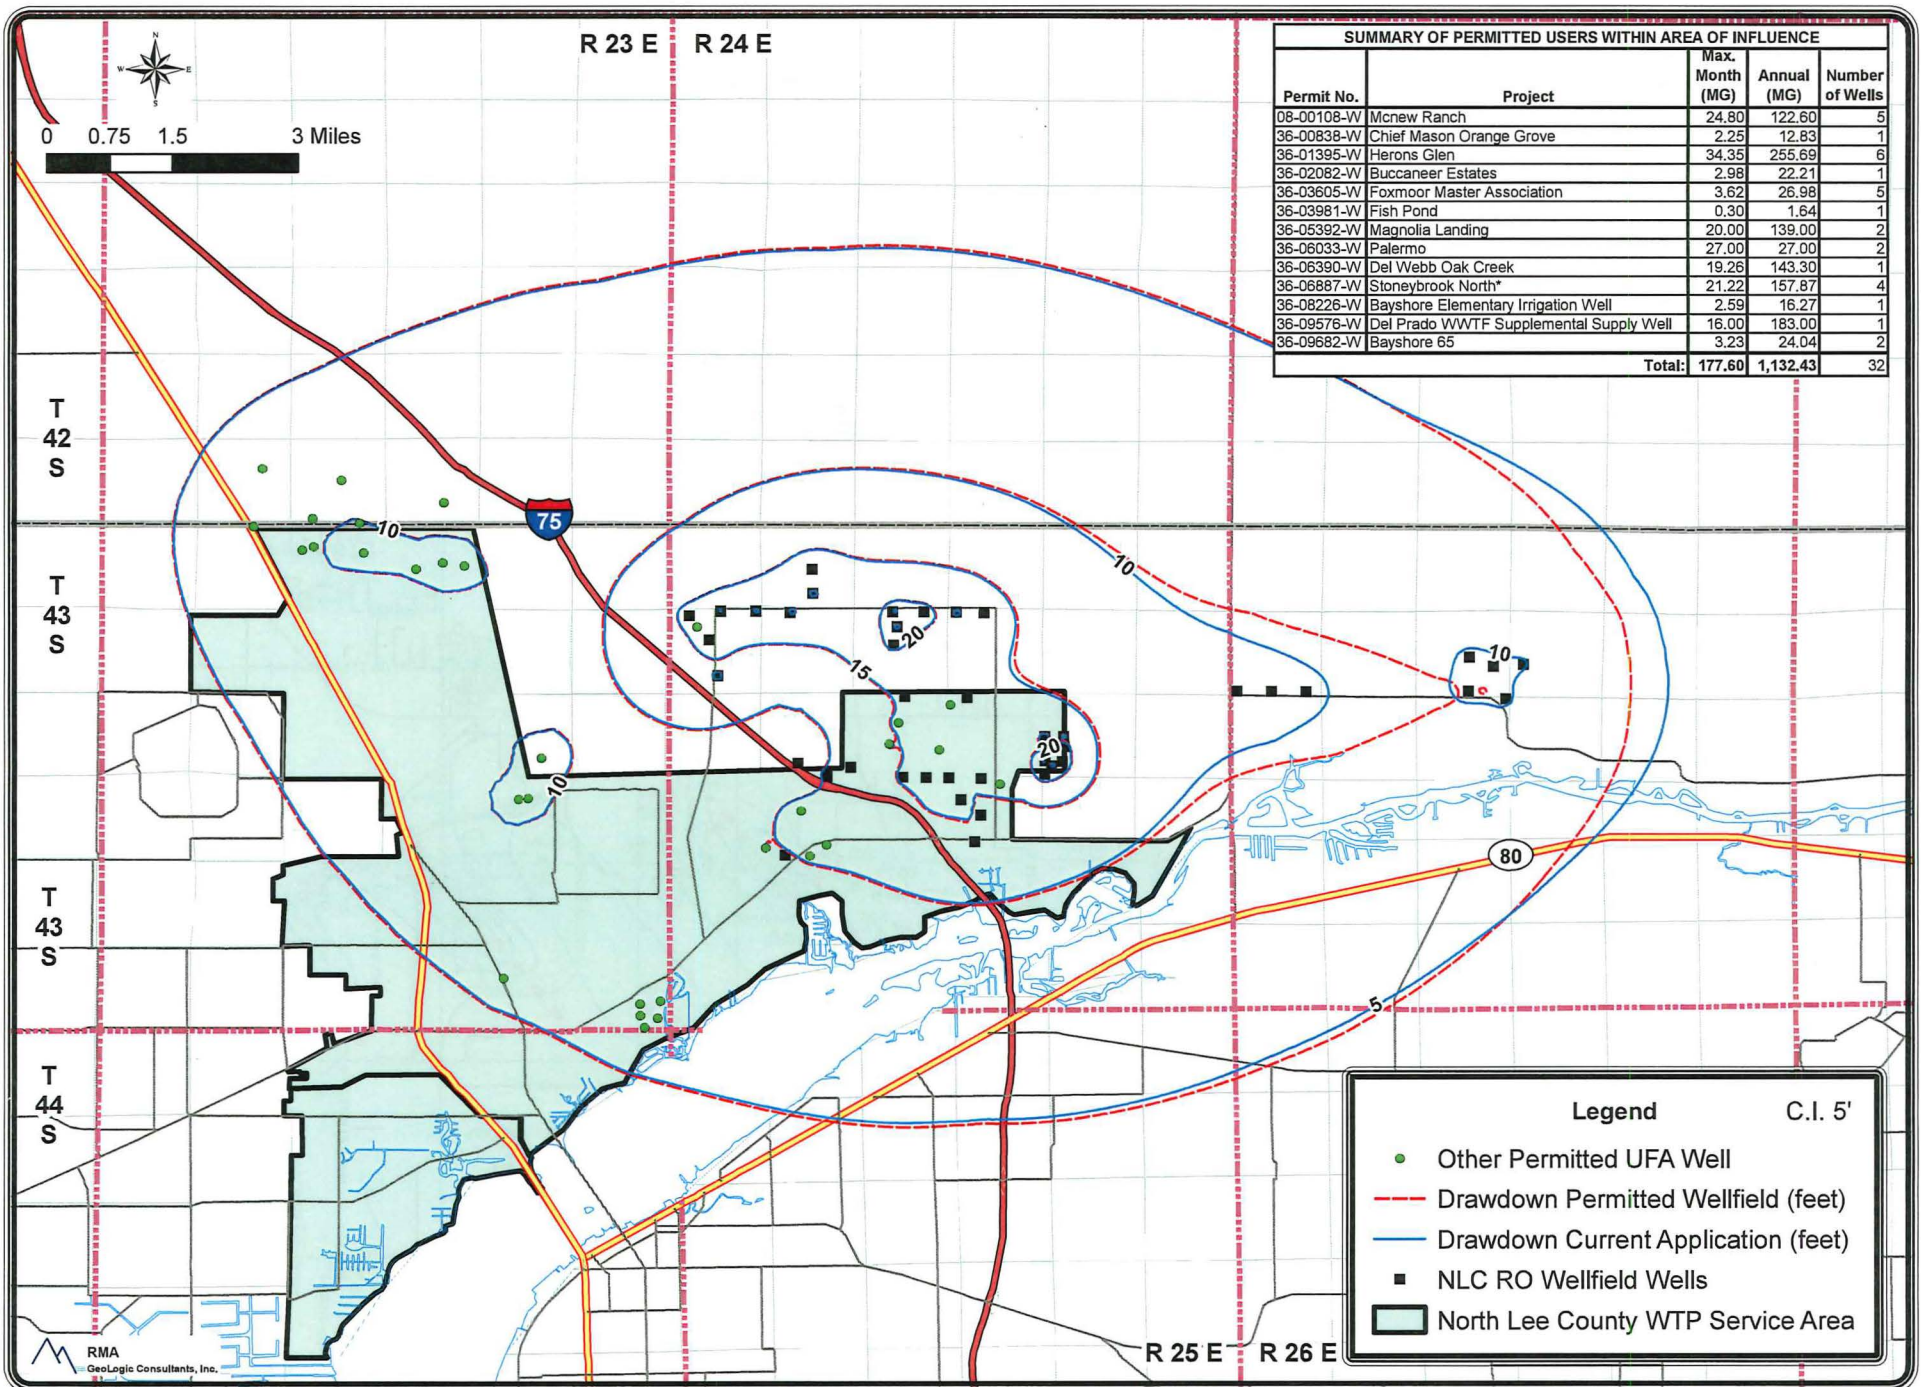 R 23 E R 24 E
N
W E
S
0 0.75 1.5 3 Miles
SUMMARY OF PERMITTED USERS WITHIN AREA OF INFLUENCE
Permit No. Project Max. Month (MG) Annual (MG) Number of Wells
08-00108-W Mcnew Ranch 24.80 122.60 5
36-00838-W Chief Mason Orange Grove 2.25 12.83 1
36-01395-W Herons Glen 34.35 255.69 6
36-02082-W Buccaneer Estates 2.98 22.21 1
36-03605-W Foxmoor Master Association 3.62 26.98 5
36-03981-W Fish Pond 0.30 1.64 1
36-05392-W Magnolia Landing 20.00 139.00 2
36-06033-W Palermo 27.00 27.00 2
36-06390-W Del Webb Oak Creek 19.26 143.30 1
36-06887-W Stoneybrook North* 21.22 157.87 4
36-08226-W Bayshore Elementary Irrigation Well 2.59 16.27 1
36-09576-W Del Prado WWTF Supplemental Supply Well 16.00 183.00 1
36-09682-W Bayshore 65 3.23 24.04 2
Total: 177.60 1,132.43 32
T
42
S
10
75
10
T
43
S
20
15
10
20
10
80
T
43
S
5
T
44
S
Legend C.I. 5'
Other Permitted UFA Well
Drawdown Permitted Wellfield (feet)
Drawdown Current Application (feet)
NLC RO Wellfield Wells
North Lee County WTP Service Area
RMA
GeoLogic Consultants, Inc.
R 25 E R 26 E